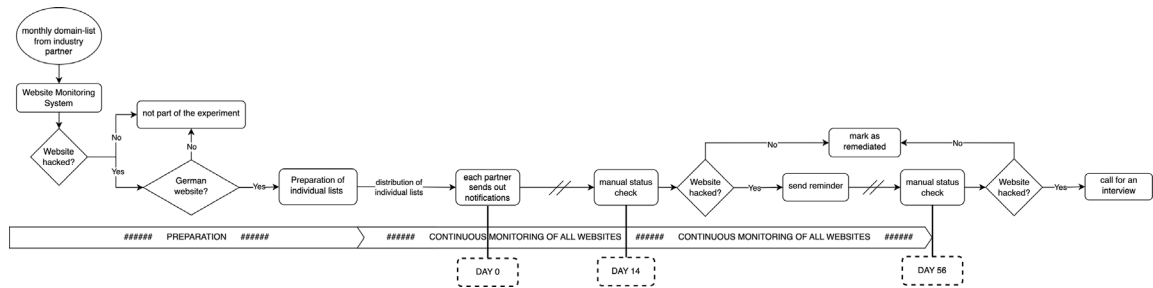 monthly domain-list
from industry
partner
Website Monitoring
System
Website
hacked?
No
Yes
not part of the experiment
No
German
website?
Yes
Preparation of
individual lists
distribution of
individual lists
each partner
sends out
notifications
manual status
check
Website
hacked?
No
Yes
mark as
remediated
send reminder
manual status
check
Website
hacked?
No
Yes
call for an
interview
###### PREPARATION ######
###### CONTINUOUS MONITORING OF ALL WEBSITES ###### CONTINUOUS MONITORING OF ALL WEBSITES ######
DAY 0
DAY 14
DAY 56